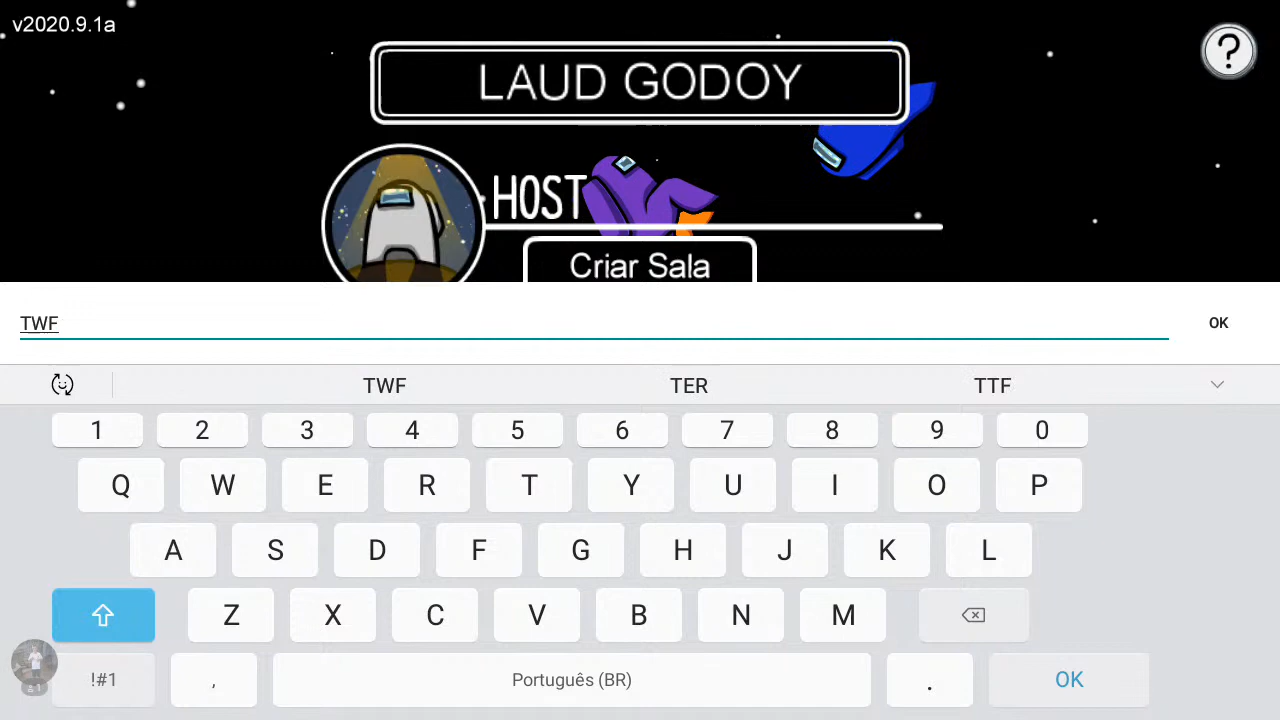 v2020.9.1a
LAUD GODOY
?
HOST
Criar Sala
TWF
OK
TWF TER TTF
1 2 3 4 5 6 7 8 9 0
Q W E R T Y U I O P
A S D F G H J K L
Z X C V B N M
!#1 , Português (BR) . OK
1